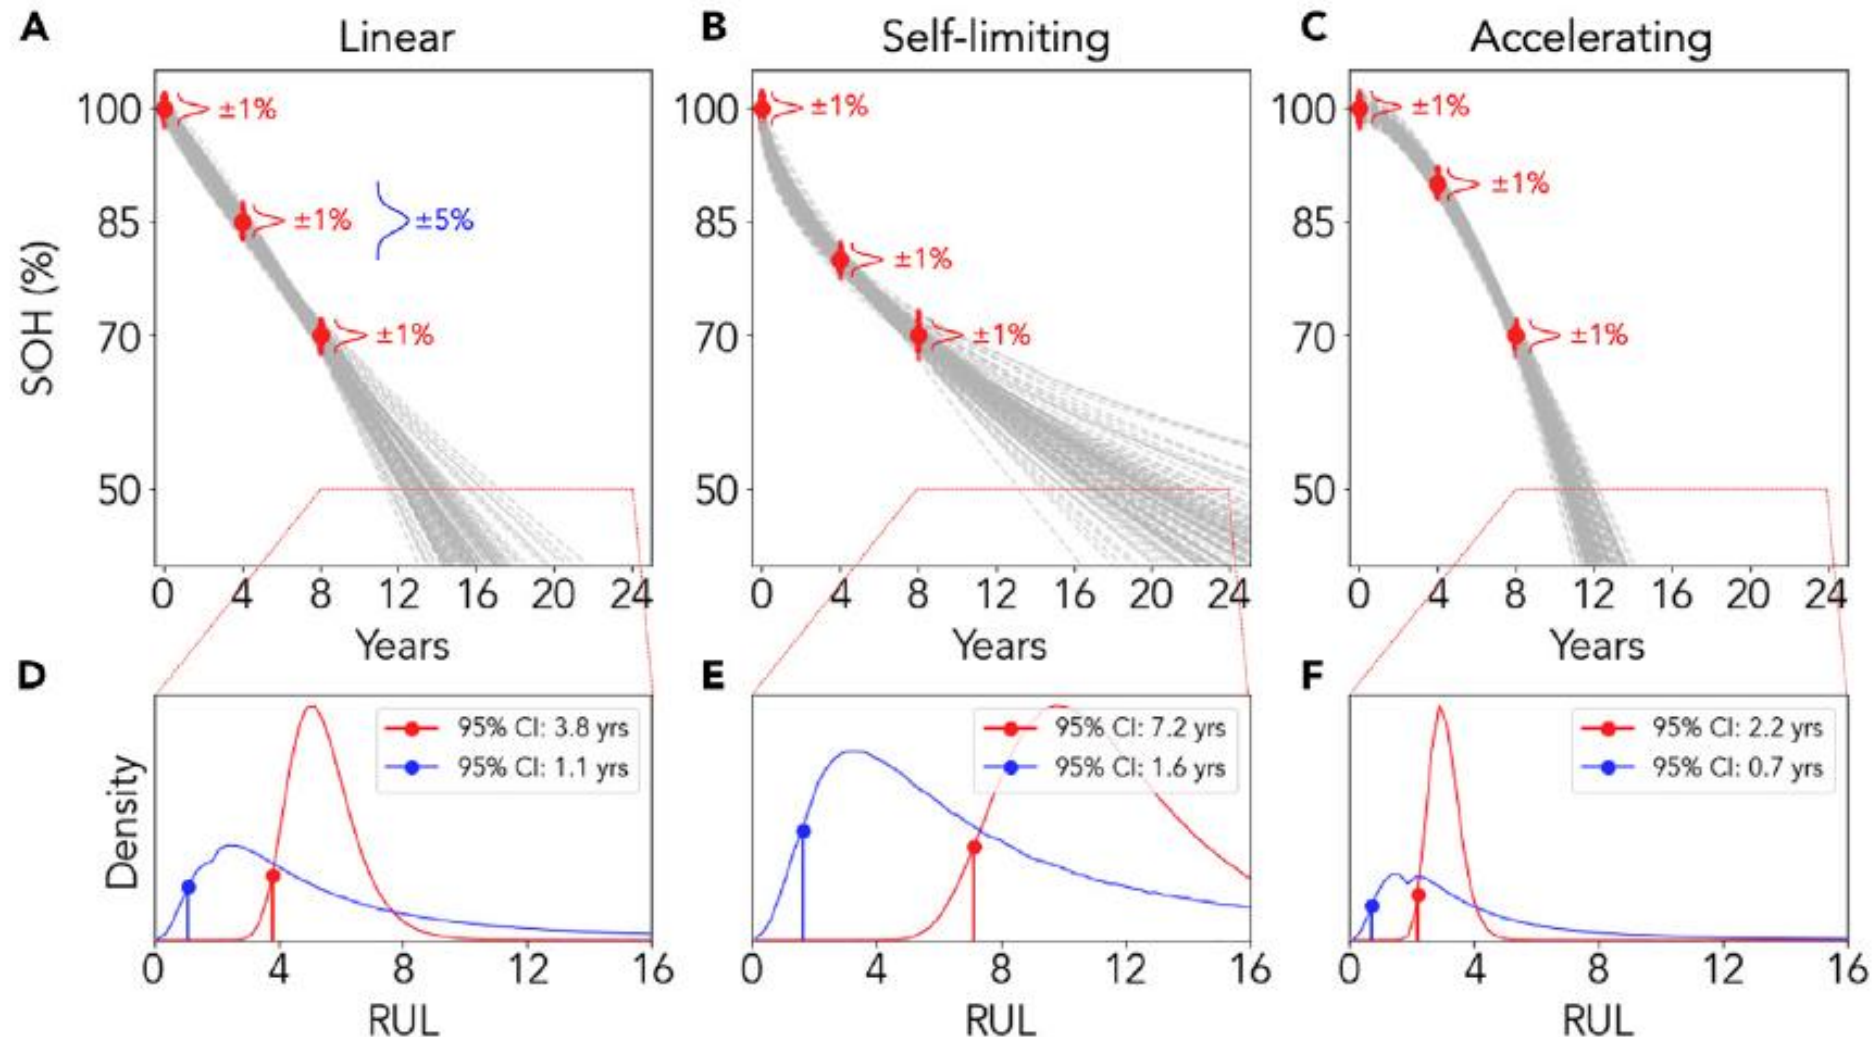 A
Linear
B
Self-limiting
C
Accelerating
SOH (%)
100
85
70
50
±1%
±1%
±5%
±1%
0 4 8 12 16 20 24
Years
100
85
70
50
±1%
±1%
±1%
0 4 8 12 16 20 24
Years
100
85
70
50
±1%
±1%
±1%
0 4 8 12 16 20 24
Years
D
Density
95% CI: 3.8 yrs
95% CI: 1.1 yrs
0 4 8 12 16
RUL
E
95% CI: 7.2 yrs
95% CI: 1.6 yrs
0 4 8 12 16
RUL
F
95% CI: 2.2 yrs
95% CI: 0.7 yrs
0 4 8 12 16
RUL